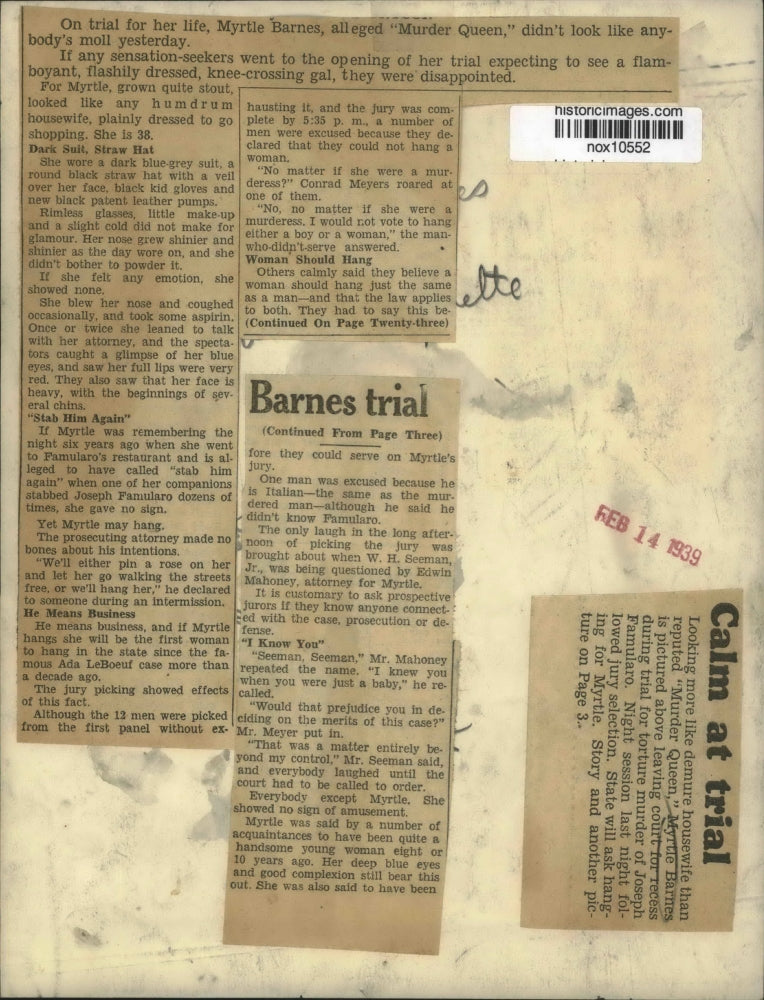 On trial for her life, Myrtle Barnes, alleged "Murder Queen," didn't look like any-
body's moll yesterday.
If any sensation-seekers went to the opening of her trial expecting to see a flam-
boyant, flashily dressed, knee-crossing gal, they were disappointed.
For Myrtle, grown quite stout,
looked like any humdrum
housewife, plainly dressed to go
shopping. She is 38.
Dark Suit, Straw Hat
She wore a dark blue-grey suit, a
round black straw hat with a veil
over her face, black kid gloves and
new black patent leather pumps.
Rimless glasses, little make-up
and a slight cold did not make for
glamour. Her nose grew shinier and
shinier as the day wore on, and she
didn't bother to powder it.
If she felt any emotion, she
showed none.
She blew her nose and coughed
occasionally, and took some aspirin.
Once or twice she leaned to talk
with her attorney, and the specta-
tors caught a glimpse of her blue
eyes, and saw her full lips were very
red. They also saw that her face is
heavy, with the beginnings of sev-
eral chins.
"Stab Him Again"
If Myrtle was remembering the
night six years ago when she went
to Famularo's restaurant and is al-
leged to have called "stab him
again" when one of her companions
stabbed Joseph Famularo dozens of
times, she gave no sign.
Yet Myrtle may hang.
The prosecuting attorney made no
bones about his intentions.
"We'll either pin a rose on her
and let her go walking the streets
free, or we'll hang her," he declared
to someone during an intermission.
He Means Business
He means business, and if Myrtle
hangs she will be the first woman
to hang in the state since the fa-
mous Ada LeBoeuf case more than
a decade ago.
The jury picking showed effects
of this fact.
Although the 12 men were picked
from the first panel without ex-
hausting it, and the jury was com-
plete by 5:35 p. m., a number of
men were excused because they de-
clared that they could not hang a
woman.
"No matter if she were a mur-
deress?" Conrad Meyers roared at
one of them.
"No, no matter if she were a
murderess. I would not vote to hang
either a boy or a woman," the man-
who-didn't-serve answered.
Woman Should Hang
Others calmly said they believe a
woman should hang just the same
as a man—and that the law applies
to both. They had to say this be-
(Continued On Page Twenty-three)
Barnes trial
(Continued From Page Three)
fore they could serve on Myrtle's
jury.
One man was excused because he
is Italian—the same as the mur-
dered man—although he said he
didn't know Famularo.
The only laugh in the long after-
noon of picking the jury was
brought about when W. H. Seeman,
Jr., was being questioned by Edwin
Mahoney, attorney for Myrtle.
It is customary to ask prospective
jurors if they know anyone connect-
ed with the case, prosecution or de-
fense.
"I Know You"
"Seeman, Seeman," Mr. Mahoney
repeated the name. "I knew you
when you were just a baby," he re-
called.
"Would that prejudice you in de-
ciding on the merits of this case?"
Mr. Meyer put in.
"That was a matter entirely be-
yond my control," Mr. Seeman said,
and everybody laughed until the
court had to be called to order.
Everybody except Myrtle. She
showed no sign of amusement.
Myrtle was said by a number of
acquaintances to have been quite a
handsome young woman eight or
10 years ago. Her deep blue eyes
and good complexion still bear this
out. She was also said to have been
historicimages.com
nox10552
FEB 14 1939
Calm at trial
Looking more like demure housewife than
reputed "Murder Queen," Myrtle Barnes
is pictured above leaving court for recess
during trial for torture murder of Joseph
Famularo. Night session last night fol-
lowed jury selection. State will ask hang-
ing for Myrtle. Story and another pic-
ture on Page 3.